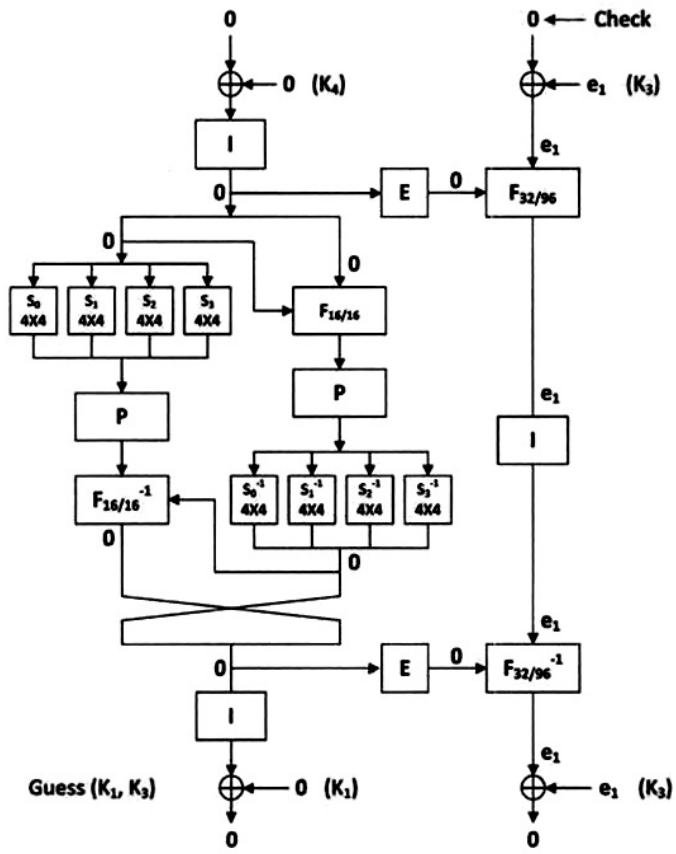 0 0 ← Check
0 (K₄) e₁ (K₃)
I e₁
0 E 0 F₃₂/₉₆
0
0
S₀ S₁ S₂ S₃ F₁₆/₁₆
4X4 4X4 4X4 4X4
P e₁
P I
S₀⁻¹ S₁⁻¹ S₂⁻¹ S₃⁻¹
F₁₆/₁₆⁻¹ 4X4 4X4 4X4 4X4
0 0
e₁
0 E 0 F₃₂/₉₆⁻¹
I
e₁
Guess (K₁, K₃) 0 (K₁) e₁ (K₃)
0 0